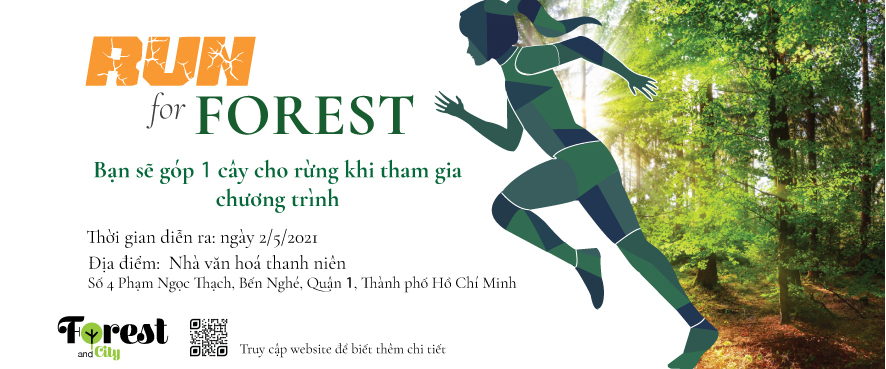 RUN
for FOREST
Bạn sẽ góp 1 cây cho rừng khi tham gia
chương trình
Thời gian diễn ra: ngày 2/5/2021
Địa điểm: Nhà văn hoá thanh niên
Số 4 Phạm Ngọc Thạch, Bến Nghé, Quận 1, Thành phố Hồ Chí Minh
Forest
and City
Truy cập website để biết thêm chi tiết